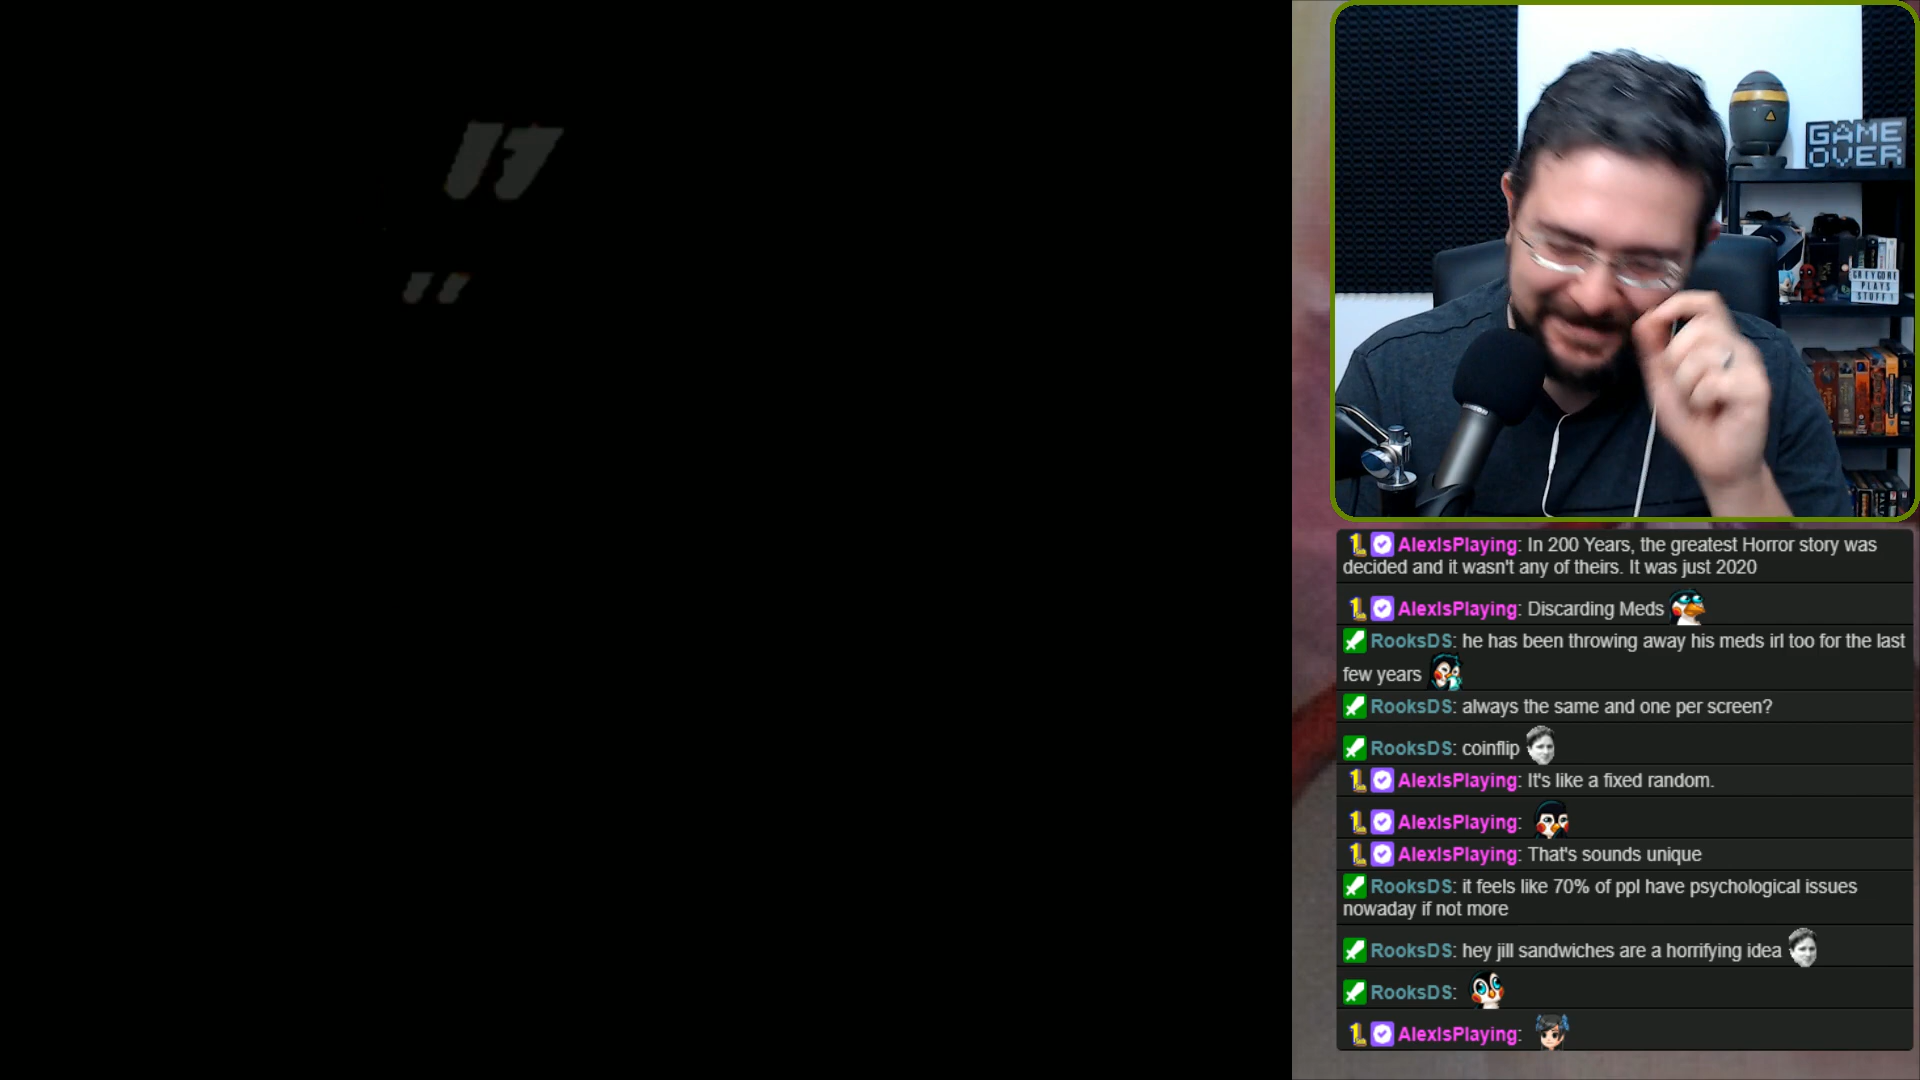 "
"
GAME
OVER
GREYGORE
PLAYS
STUFF!
AlexIsPlaying: In 200 Years, the greatest Horror story was
decided and it wasn't any of theirs. It was just 2020
AlexIsPlaying: Discarding Meds
RooksDS: he has been throwing away his meds irl too for the last
few years
RooksDS: always the same and one per screen?
RooksDS: coinflip
AlexIsPlaying: It's like a fixed random.
AlexIsPlaying:
AlexIsPlaying: That's sounds unique
RooksDS: it feels like 70% of ppl have psychological issues
nowaday if not more
RooksDS: hey jill sandwiches are a horrifying idea
RooksDS:
AlexIsPlaying: